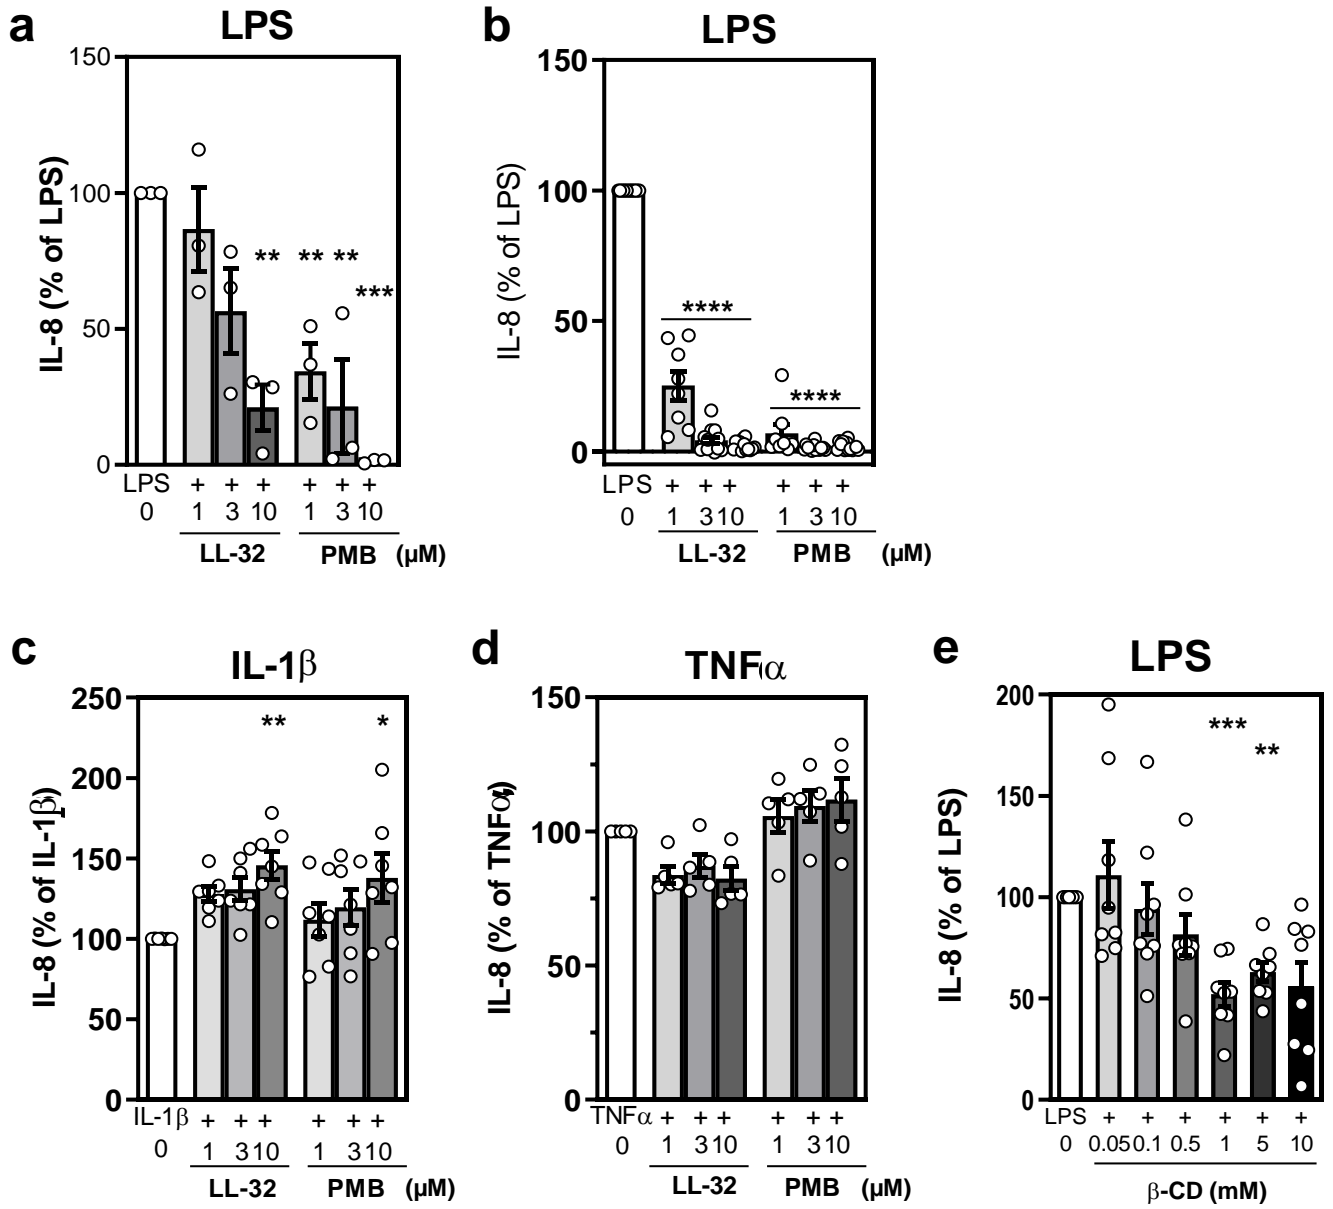 a
LPS
IL-8 (% of LPS)
150
100
50
0
** ** **
***
LPS + + + + + +
0 1 3 10 1 3 10
LL-32 PMB (µM)
b
LPS
IL-8 (% of LPS)
150
100
50
0
****
****
LPS + + + + + +
0 1 3 10 1 3 10
LL-32 PMB (µM)
c
IL-1β
IL-8 (% of IL-1β)
250
200
150
100
50
0
** *
IL-1β + + + + + +
0 1 3 10 1 3 10
LL-32 PMB (µM)
d
TNFα
IL-8 (% of TNFα)
150
100
50
0
TNFα + + + + + +
0 1 3 10 1 3 10
LL-32 PMB (µM)
e
LPS
IL-8 (% of LPS)
200
150
100
50
0
***
**
LPS + + + + + +
0 0.05 0.1 0.5 1 5 10
β-CD (mM)